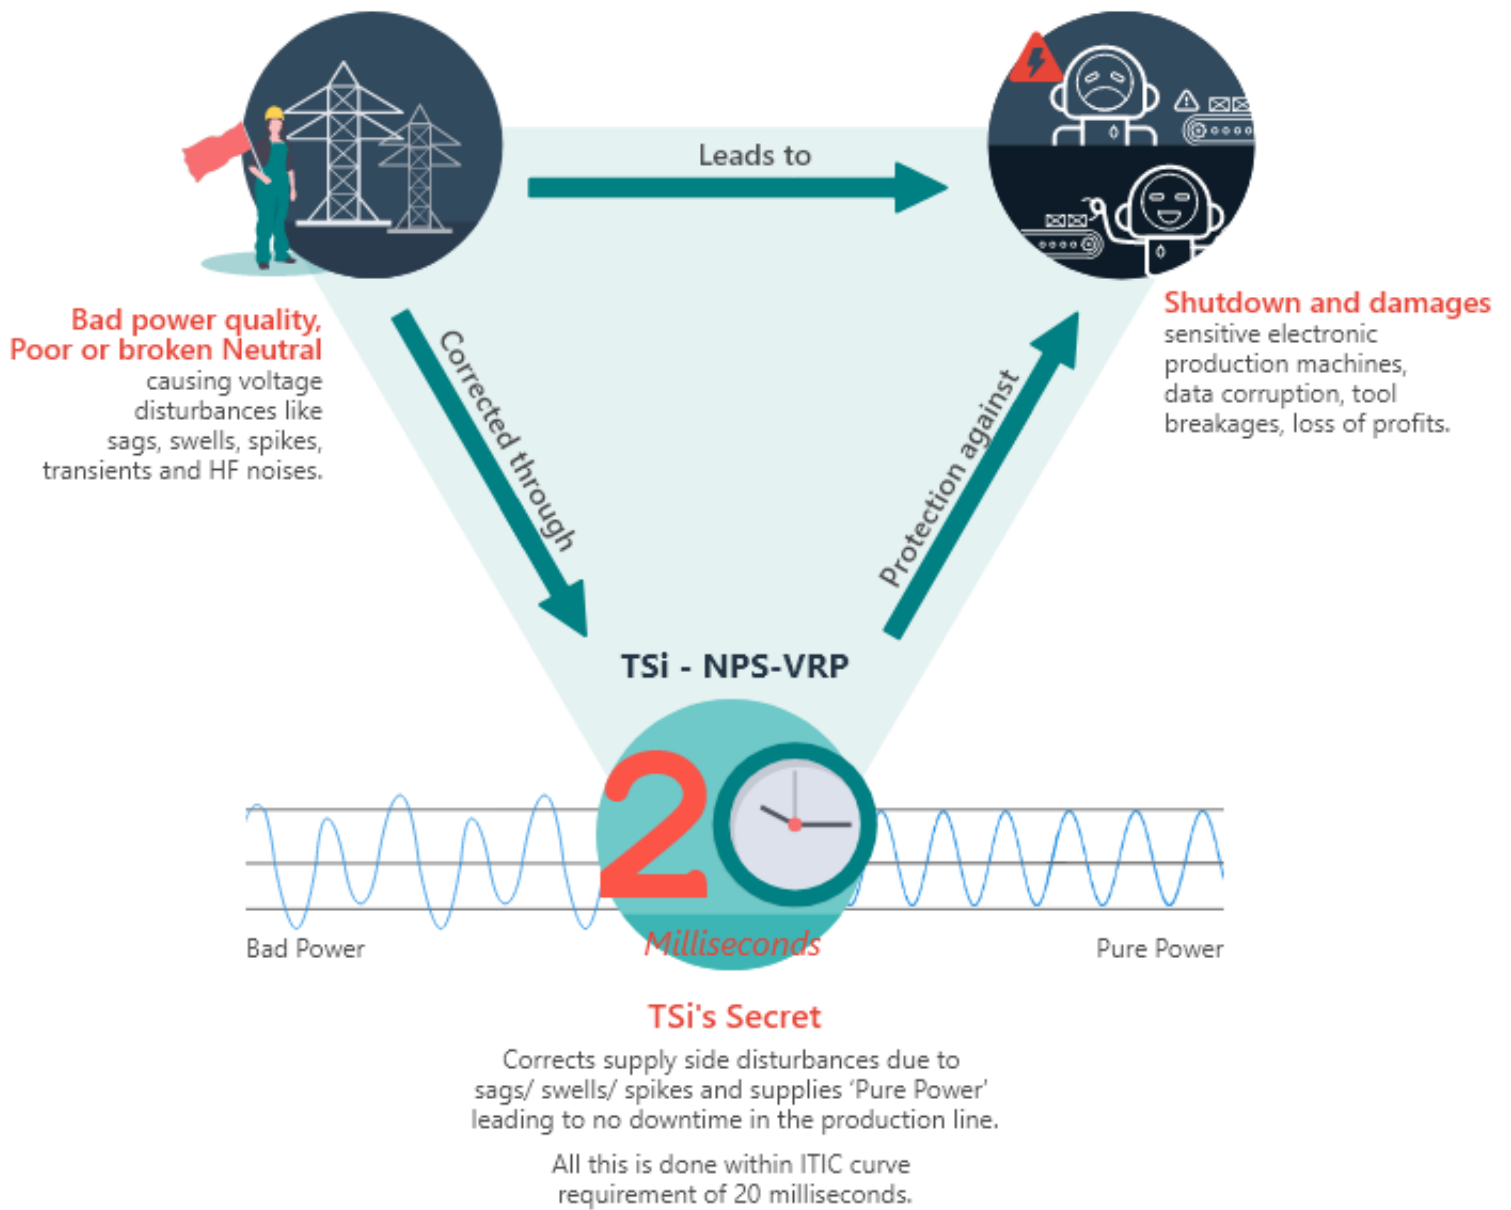 Leads to
Bad power quality,
Poor or broken Neutral
causing voltage
disturbances like
sags, swells, spikes,
transients and HF noises.
Shutdown and damages
sensitive electronic
production machines,
data corruption, tool
breakages, loss of profits.
Corrected through
Protection against
TSi - NPS-VRP
20
Milliseconds
Bad Power
Pure Power
TSi's Secret
Corrects supply side disturbances due to
sags/ swells/ spikes and supplies ‘Pure Power’
leading to no downtime in the production line.
All this is done within ITIC curve
requirement of 20 milliseconds.